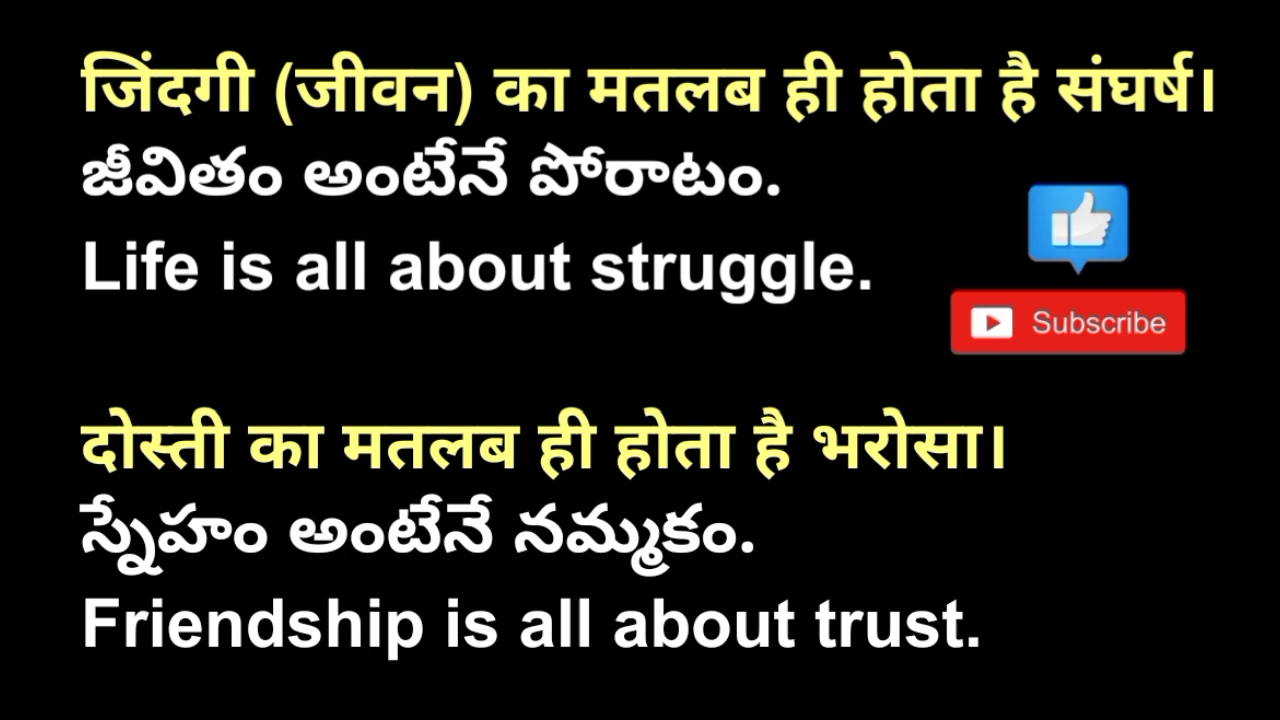 जिंदगी (जीवन) का मतलब ही होता है संघर्ष।
జీవితం అంటేనే పోరాటం.
Life is all about struggle.
Subscribe
दोस्ती का मतलब ही होता है भरोसा।
స్నేహం అంటేనే నమ్మకం.
Friendship is all about trust.